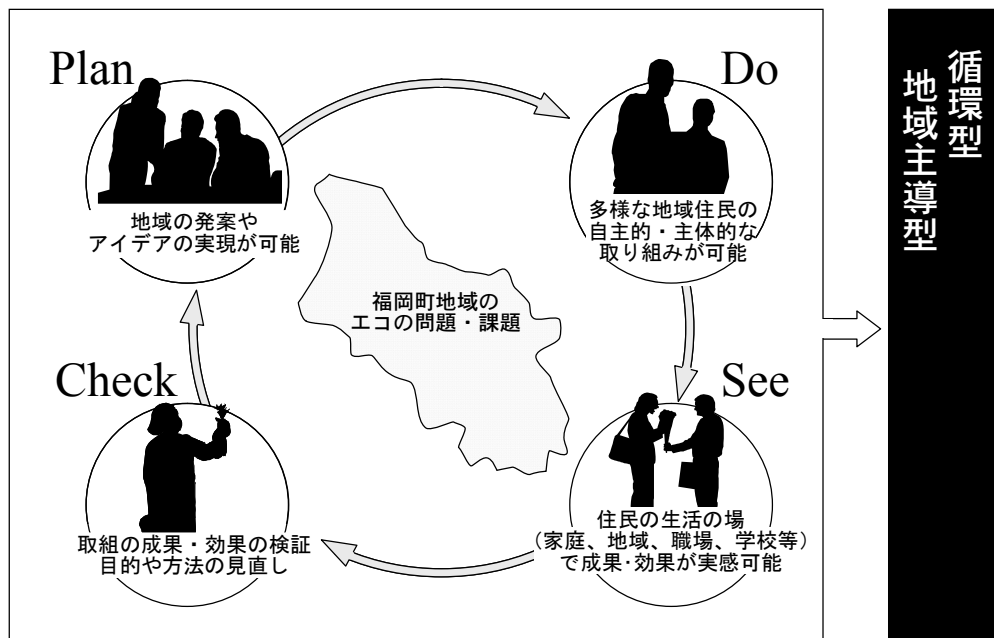 Plan
地域の発案や
アイデアの実現が可能
Do
多様な地域住民の
自主的・主体的な
取り組みが可能
福岡町地域の
エコの問題・課題
See
住民の生活の場
（家庭、地域、職場、学校等）
で成果･効果が実感可能
Check
取組の成果・効果の検証
目的や方法の見直し
循環型
地域主導型